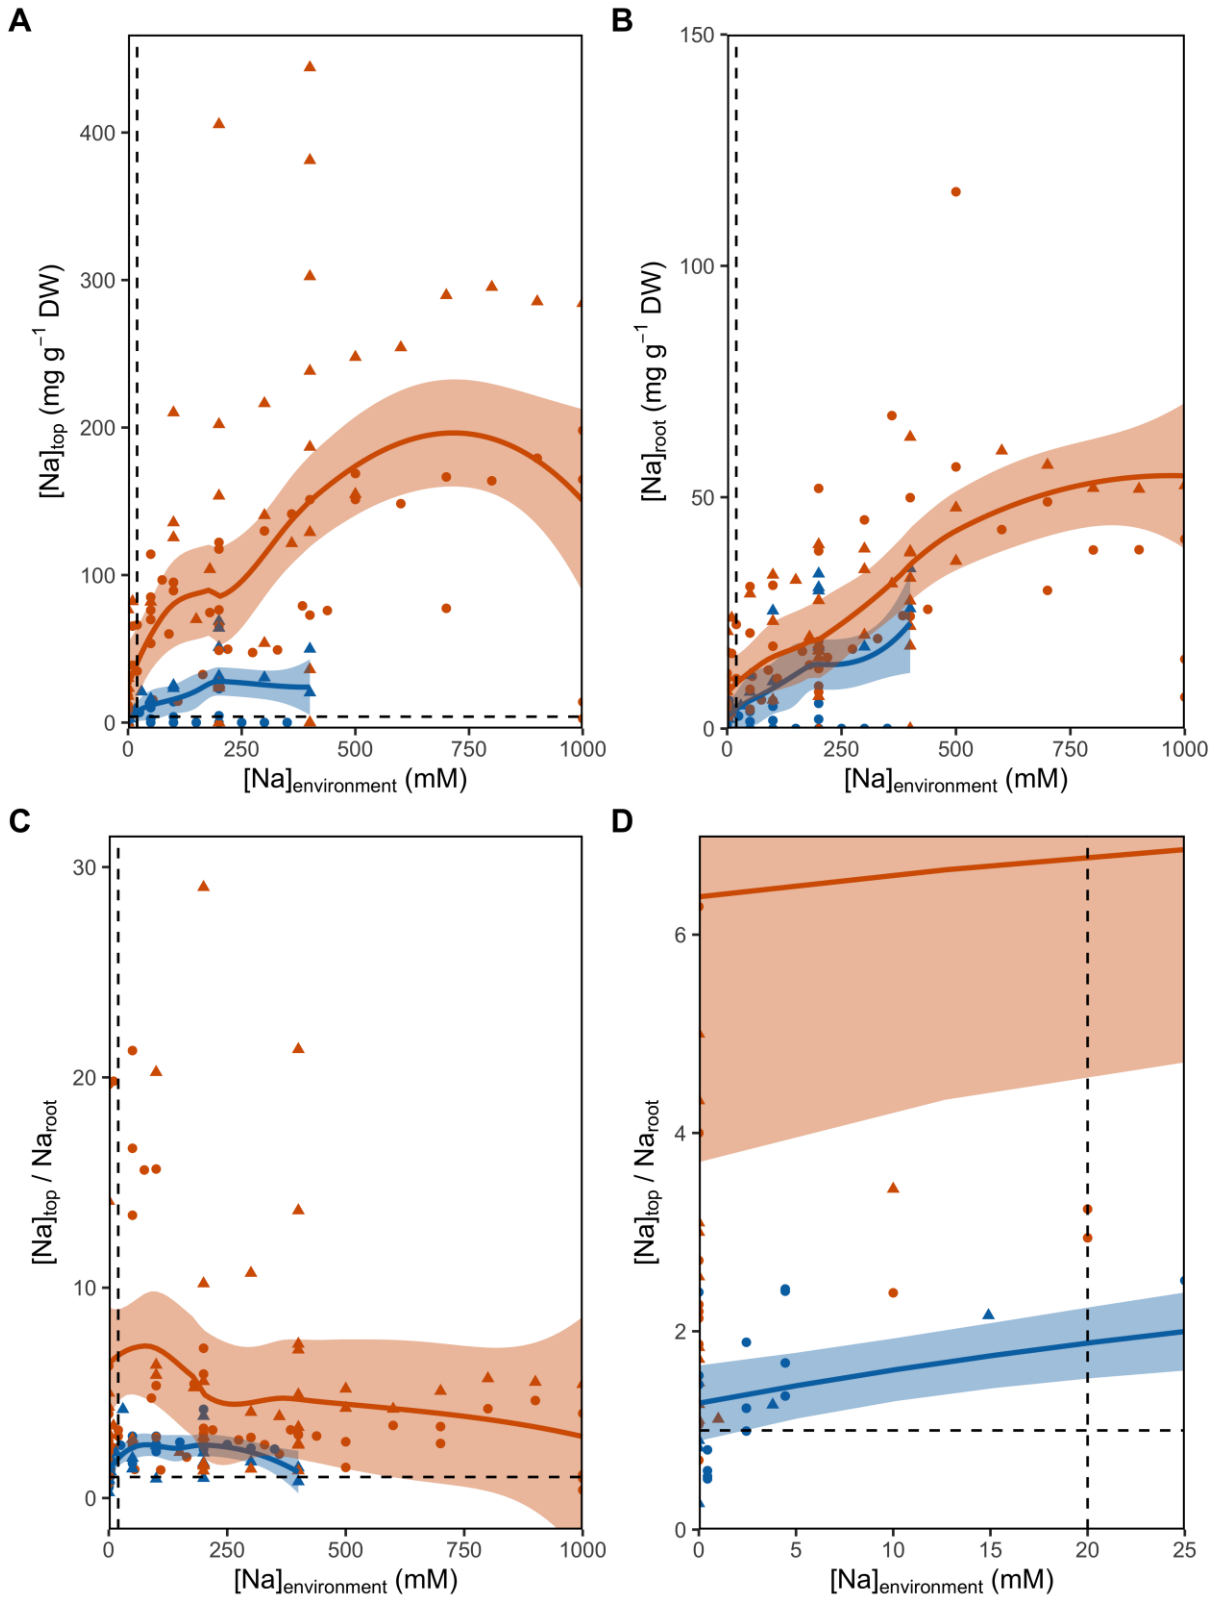 A
B
[Na]top (mg g−1 DW)
400
300
200
100
0
0 250 500 750 1000
[Na]environment (mM)
[Na]root (mg g−1 DW)
150
100
50
0
0 250 500 750 1000
[Na]environment (mM)
C
D
[Na]top / Naroot
30
20
10
0
0 250 500 750 1000
[Na]environment (mM)
[Na]top / Naroot
6
4
2
0
0 5 10 15 20 25
[Na]environment (mM)